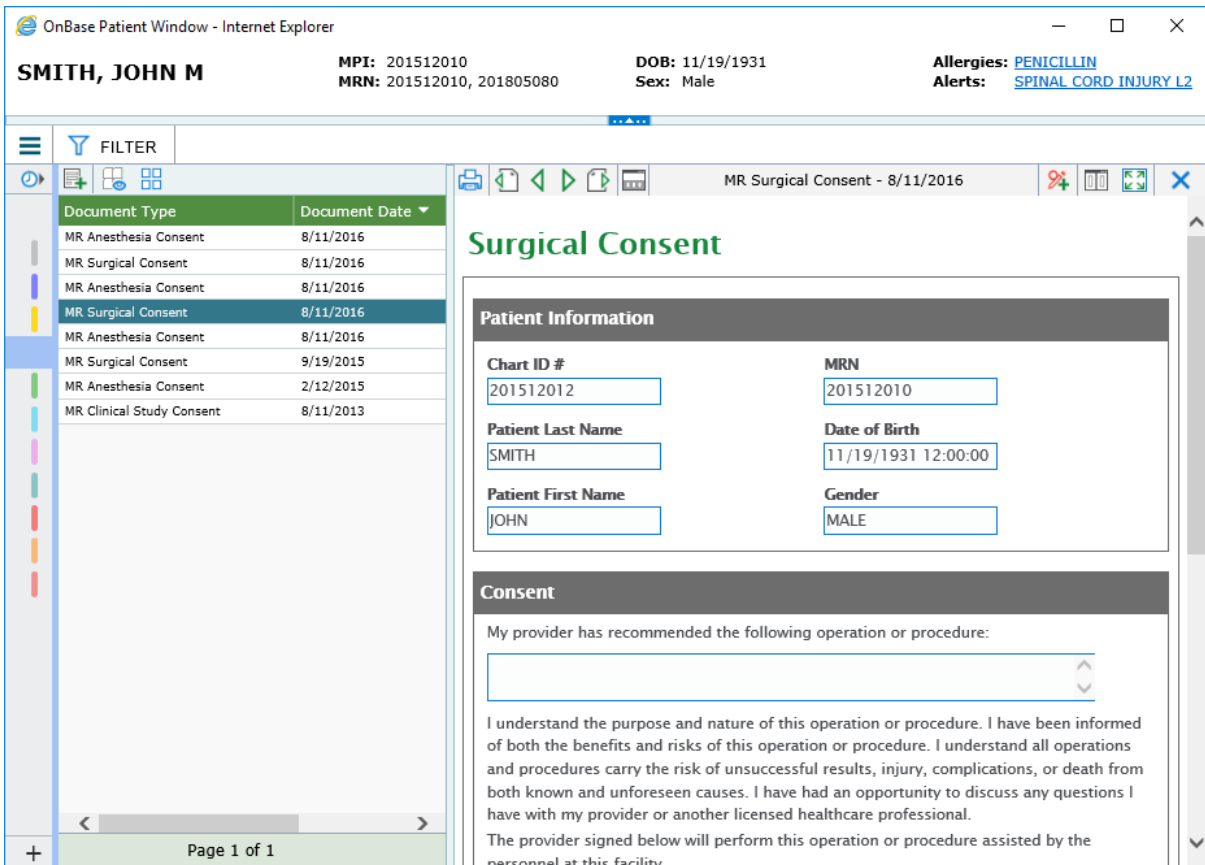 OnBase Patient Window - Internet Explorer
SMITH, JOHN M
MPI: 201512010
MRN: 201512010, 201805080
DOB: 11/19/1931
Sex: Male
Allergies: PENICILLIN
Alerts: SPINAL CORD INJURY L2
FILTER
MR Surgical Consent - 8/11/2016
Document Type Document Date
MR Anesthesia Consent 8/11/2016
MR Surgical Consent 8/11/2016
MR Anesthesia Consent 8/11/2016
MR Surgical Consent 8/11/2016
MR Anesthesia Consent 8/11/2016
MR Surgical Consent 9/19/2015
MR Anesthesia Consent 2/12/2015
MR Clinical Study Consent 8/11/2013
Page 1 of 1
Surgical Consent
Patient Information
Chart ID # MRN
201512012 201512010
Patient Last Name Date of Birth
SMITH 11/19/1931 12:00:00
Patient First Name Gender
JOHN MALE
Consent
My provider has recommended the following operation or procedure:
I understand the purpose and nature of this operation or procedure. I have been informed
of both the benefits and risks of this operation or procedure. I understand all operations
and procedures carry the risk of unsuccessful results, injury, complications, or death from
both known and unforeseen causes. I have had an opportunity to discuss any questions I
have with my provider or another licensed healthcare professional.
The provider signed below will perform this operation or procedure assisted by the
personnel at this facility